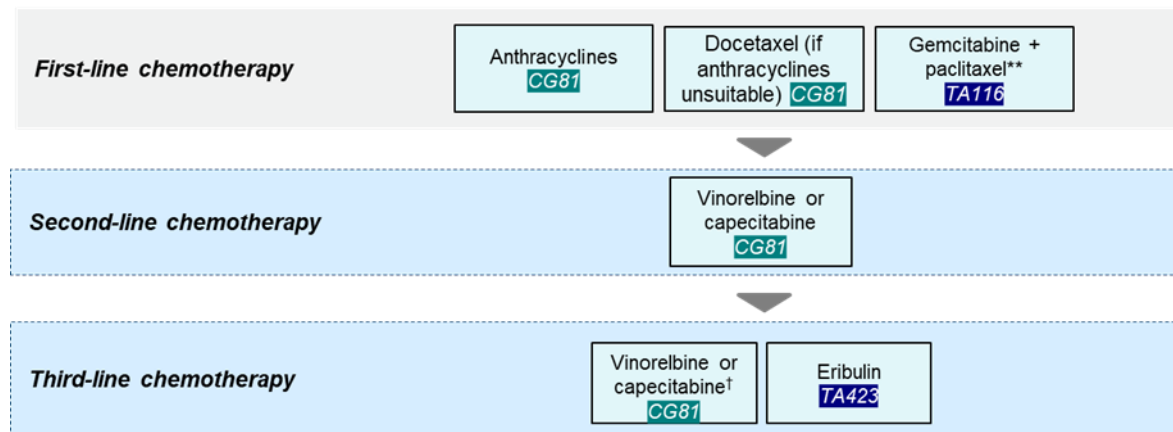 First-line chemotherapy
Anthracyclines
CG81
Docetaxel (if
anthracyclines
unsuitable) CG81
Gemcitabine +
paclitaxel**
TA116
Second-line chemotherapy
Vinorelbine or
capecitabine
CG81
Third-line chemotherapy
Vinorelbine or
capecitabine†
CG81
Eribulin
TA423